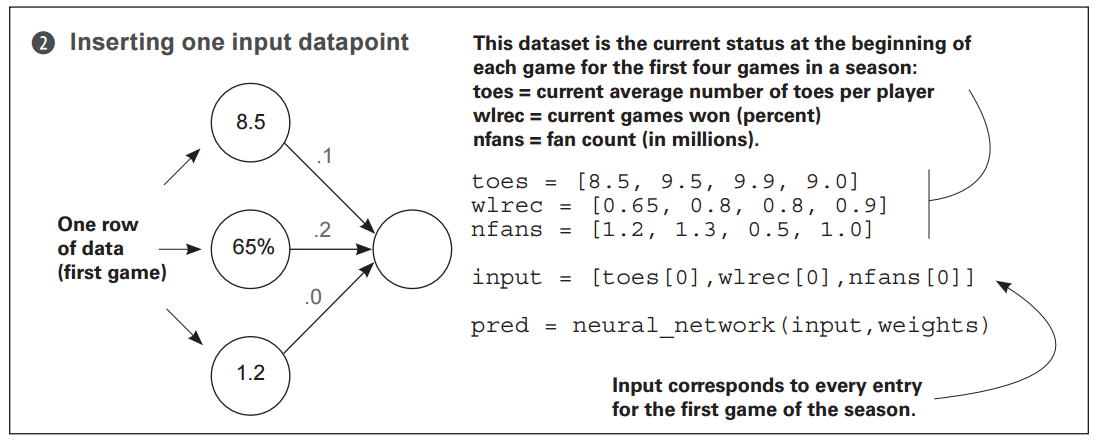 2 Inserting one input datapoint
8.5
.1
One row
of data
(first game)
65%
.2
.0
1.2
This dataset is the current status at the beginning of
each game for the first four games in a season:
toes = current average number of toes per player
wlrec = current games won (percent)
nfans = fan count (in millions).
toes = [8.5, 9.5, 9.9, 9.0]
wlrec = [0.65, 0.8, 0.8, 0.9]
nfans = [1.2, 1.3, 0.5, 1.0]
input = [toes[0],wlrec[0],nfans[0]]
pred = neural_network(input,weights)
Input corresponds to every entry
for the first game of the season.